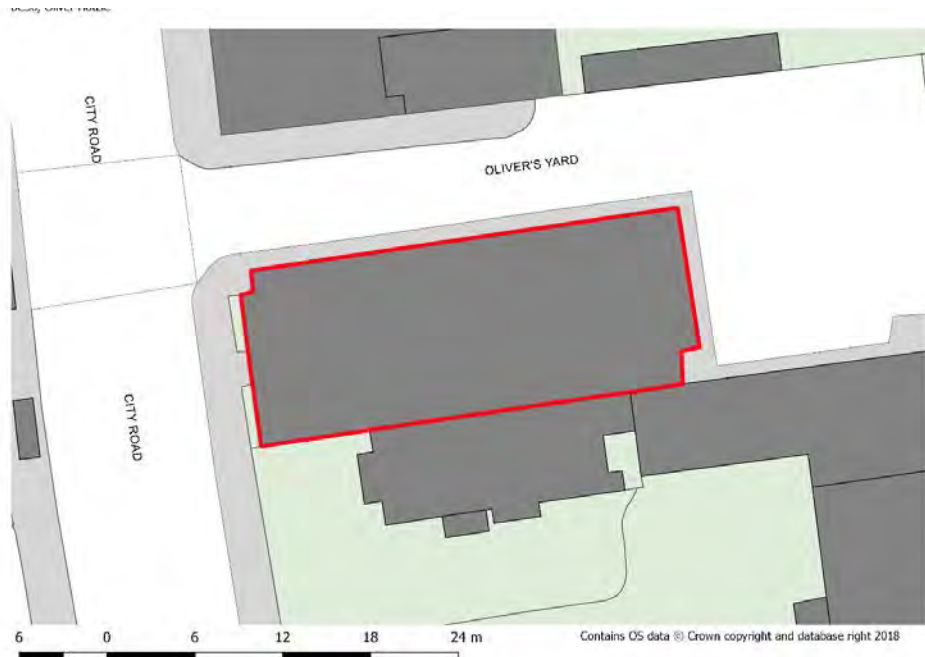 CITY ROAD
OLIVER'S YARD
CITY ROAD
6 0 6 12 18 24 m
Contains OS data © Crown copyright and database right 2018